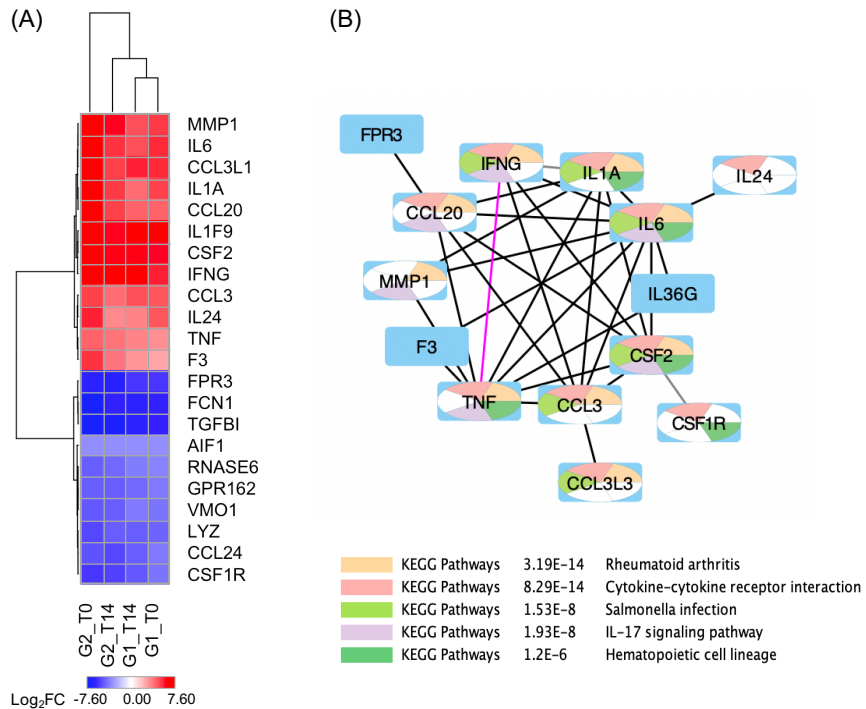 (A)
MMP1
IL6
CCL3L1
IL1A
CCL20
IL1F9
CSF2
IFNG
CCL3
IL24
TNF
F3
FPR3
FCN1
TGFBI
AIF1
RNASE6
GPR162
VMO1
LYZ
CCL24
CSF1R
G2_T0
G2_T14
G1_T14
G1_T0
Log2FC -7.60 0.00 7.60
(B)
FPR3
IFNG
IL1A
IL24
CCL20
IL6
MMP1
IL36G
F3
CSF2
TNF
CCL3
CSF1R
CCL3L3
KEGG Pathways 3.19E-14 Rheumatoid arthritis
KEGG Pathways 8.29E-14 Cytokine-cytokine receptor interaction
KEGG Pathways 1.53E-8 Salmonella infection
KEGG Pathways 1.93E-8 IL-17 signaling pathway
KEGG Pathways 1.2E-6 Hematopoietic cell lineage